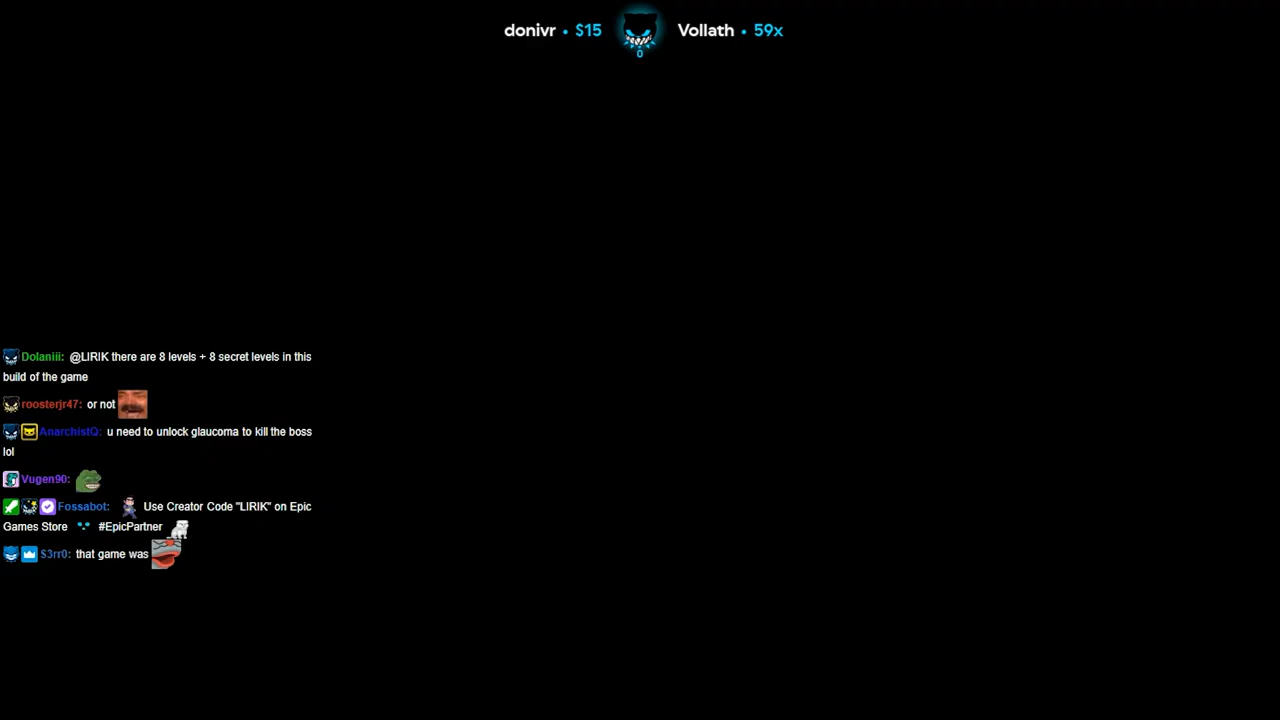 donivr • $15
0
Vollath • 59x
Dolaniii: @LIRIK there are 8 levels + 8 secret levels in this
build of the game
roosterjr47: or not
AnarchistQ: u need to unlock glaucoma to kill the boss
lol
Vugen90:
Fossabot: Use Creator Code "LIRIK" on Epic
Games Store #EpicPartner
S3rr0: that game was